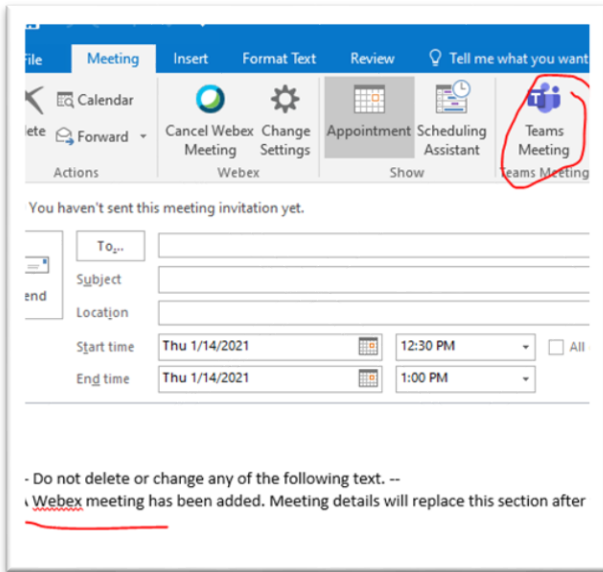 File Meeting Insert Format Text Review Tell me what you want
Calendar
Forward
Actions
Cancel Webex Meeting
Change Settings
Webex
Appointment
Scheduling Assistant
Show
Teams Meeting
Teams Meeting
You haven't sent this meeting invitation yet.
To...
Subject
Location
Start time Thu 1/14/2021 12:30 PM All
End time Thu 1/14/2021 1:00 PM
- Do not delete or change any of the following text. --
Webex meeting has been added. Meeting details will replace this section after